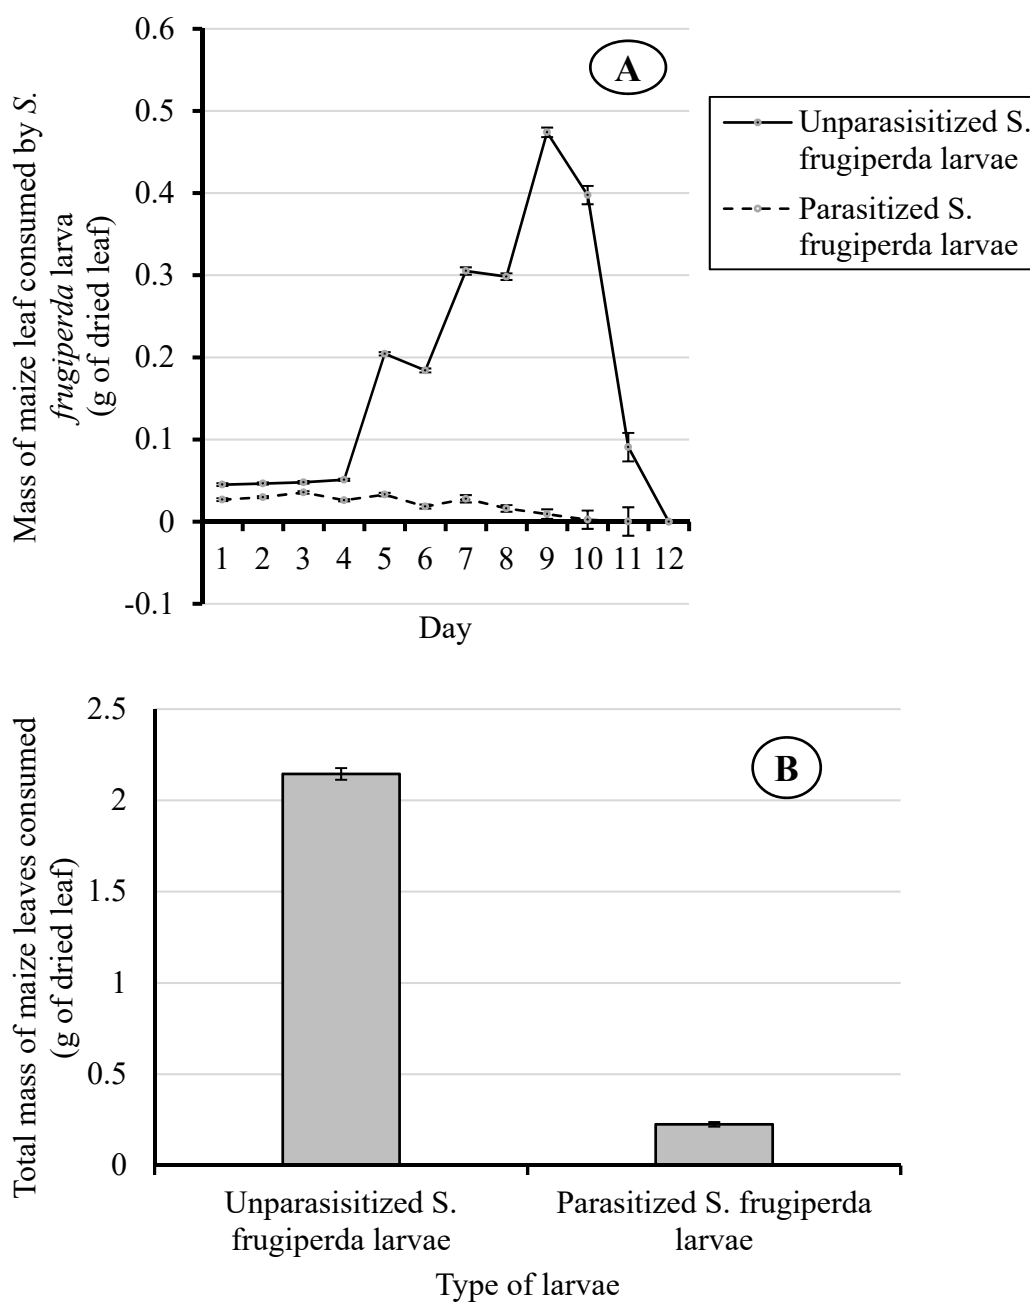 0.6
0.5
0.4
0.3
0.2
0.1
0
-0.1
Mass of maize leaf consumed by S.
frugiperda larva
(g of dried leaf)
A
Unparasisitized S.
frugiperda larvae
Parasitized S.
frugiperda larvae
1 2 3 4 5 6 7 8 9 10 11 12
Day
2.5
2
1.5
1
0.5
0
Total mass of maize leaves consumed
(g of dried leaf)
B
Unparasisitized S.
frugiperda larvae
Parasitized S. frugiperda
larvae
Type of larvae